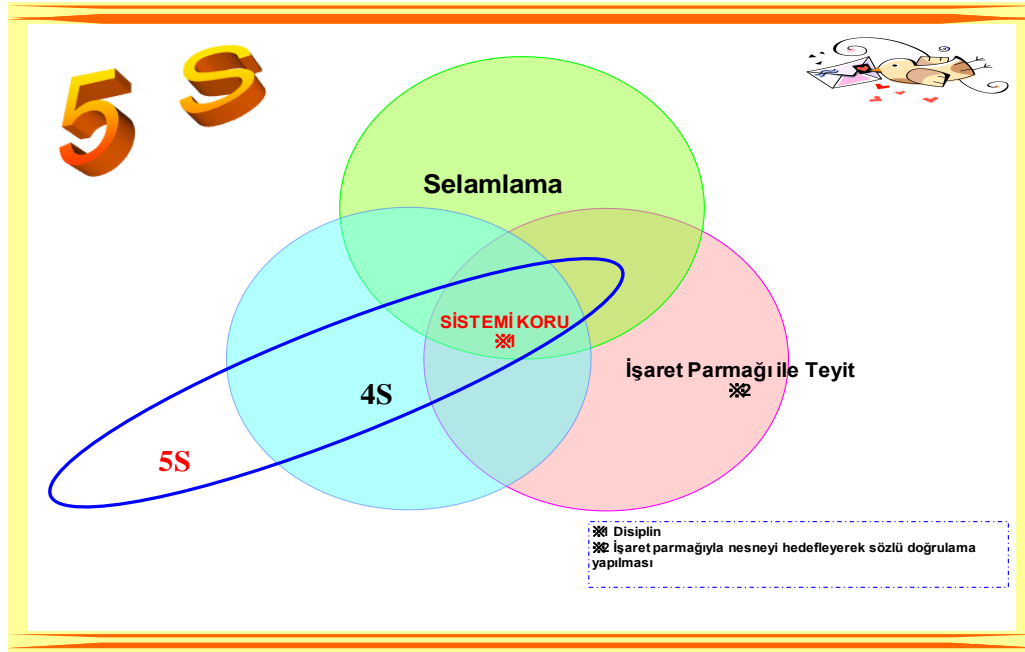 5 S
Selamlama
SİSTEMİ KORU
※1
İşaret Parmağı ile Teyit
※2
4S
5S
※1 Disiplin
※2 İşaret parmağıyla nesneyi hedefleyerek sözlü doğrulama
yapılması